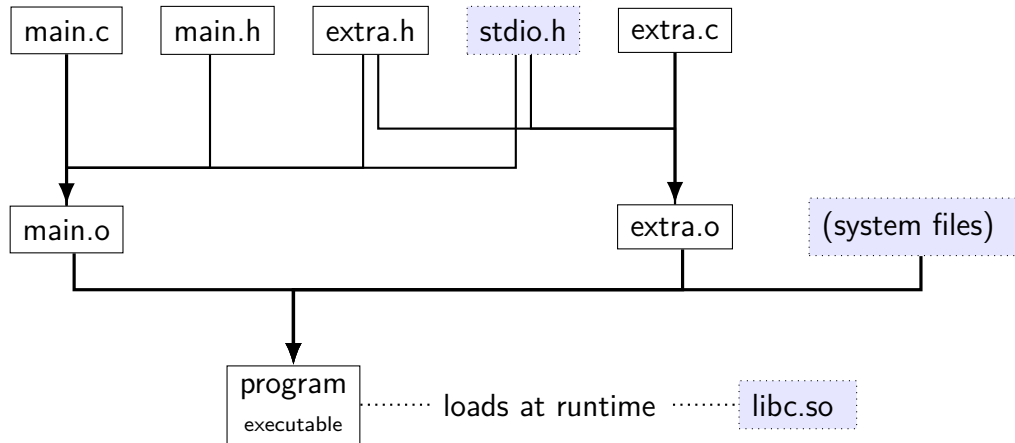 main.c
main.h
extra.h
stdio.h
extra.c
main.o
extra.o
(system files)
program
executable
loads at runtime
libc.so